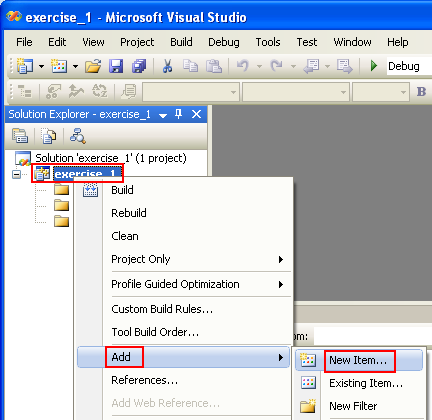 exercise_1 - Microsoft Visual Studio
File Edit View Project Build Debug Tools Test Window Help
Debug
B
Solution Explorer - exercise_1
Solution 'exercise_1' (1 project)
exercise_1
Build
Rebuild
Clean
Project Only
Profile Guided Optimization
Custom Build Rules...
Tool Build Order...
om:
Add
New Item...
References...
Existing Item...
Add Web Reference...
New Filter